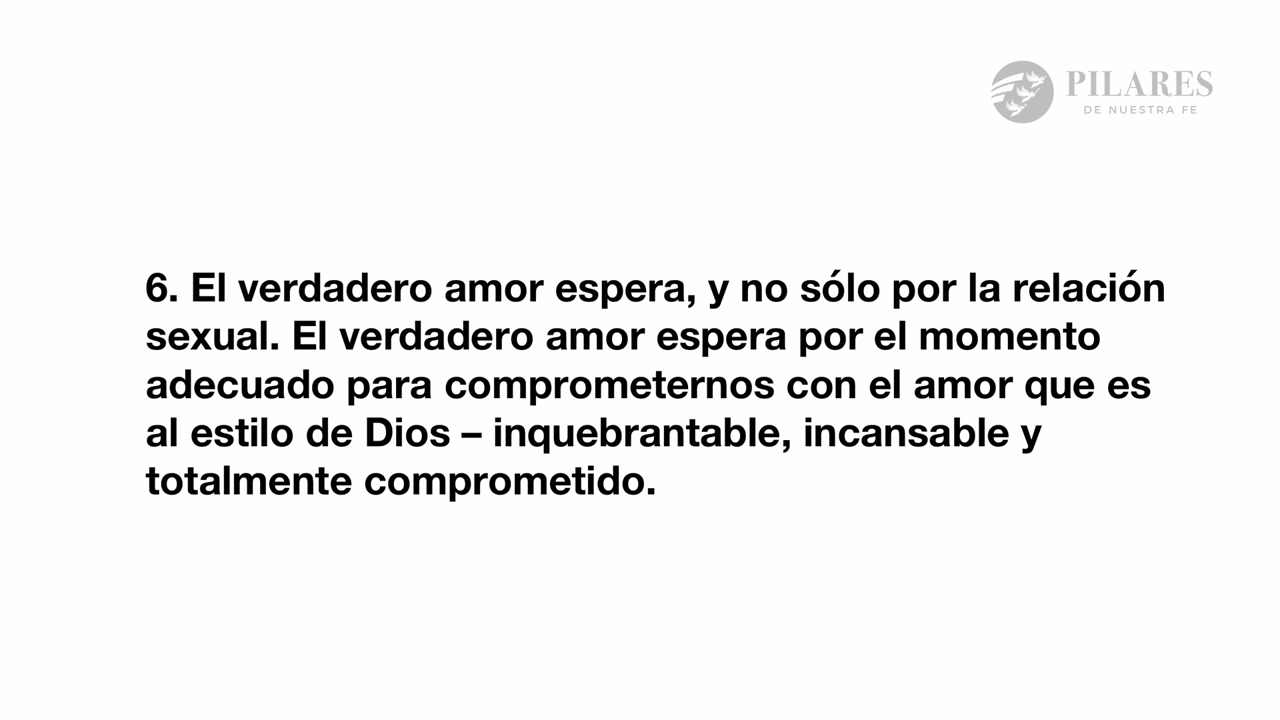 PILARES
DE NUESTRA FE
6. El verdadero amor espera, y no sólo por la relación
sexual. El verdadero amor espera por el momento
adecuado para comprometernos con el amor que es
al estilo de Dios – inquebrantable, incansable y
totalmente comprometido.